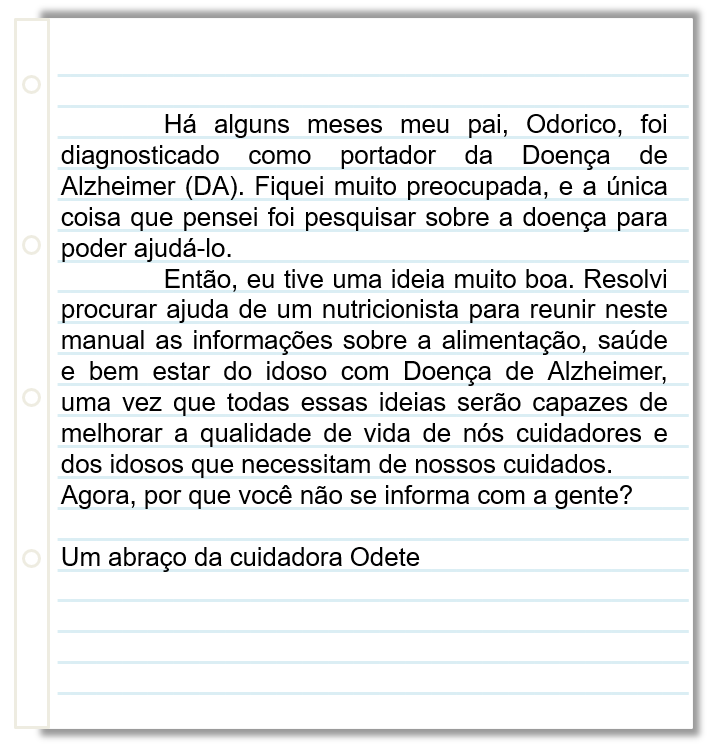 Há alguns meses meu pai, Odorico, foi
diagnosticado como portador da Doença de
Alzheimer (DA). Fiquei muito preocupada, e a única
coisa que pensei foi pesquisar sobre a doença para
poder ajudá-lo.
Então, eu tive uma ideia muito boa. Resolvi
procurar ajuda de um nutricionista para reunir neste
manual as informações sobre a alimentação, saúde
e bem estar do idoso com Doença de Alzheimer,
uma vez que todas essas ideias serão capazes de
melhorar a qualidade de vida de nós cuidadores e
dos idosos que necessitam de nossos cuidados.
Agora, por que você não se informa com a gente?
Um abraço da cuidadora Odete